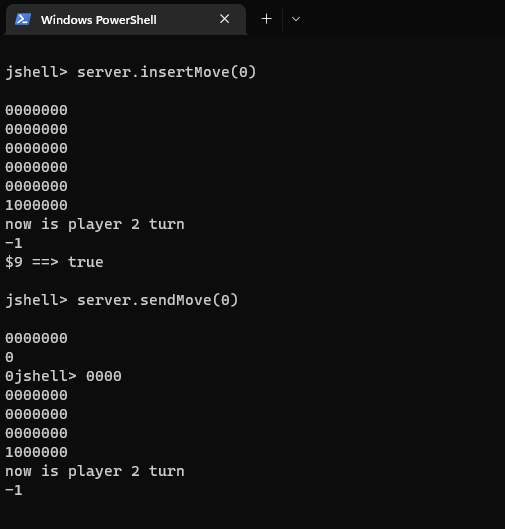 Windows PowerShell
jshell> server.insertMove(0)
0000000
0000000
0000000
0000000
0000000
1000000
now is player 2 turn
-1
$9 ==> true
jshell> server.sendMove(0)
0000000
0
0jshell> 0000
0000000
0000000
0000000
1000000
now is player 2 turn
-1